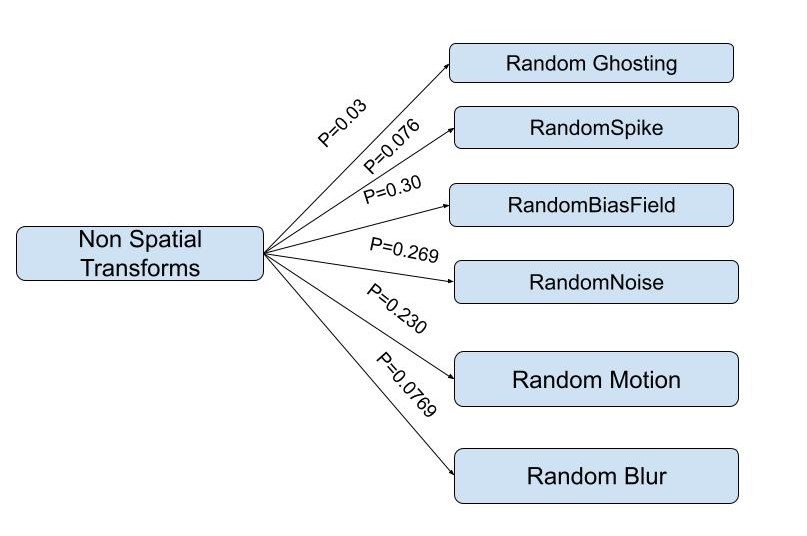 Random Ghosting
P=0.03
RandomSpike
P=0.076
P=0.30
RandomBiasField
Non Spatial
Transforms
P=0.269
RandomNoise
P=0.230
Random Motion
P=0.0769
Random Blur